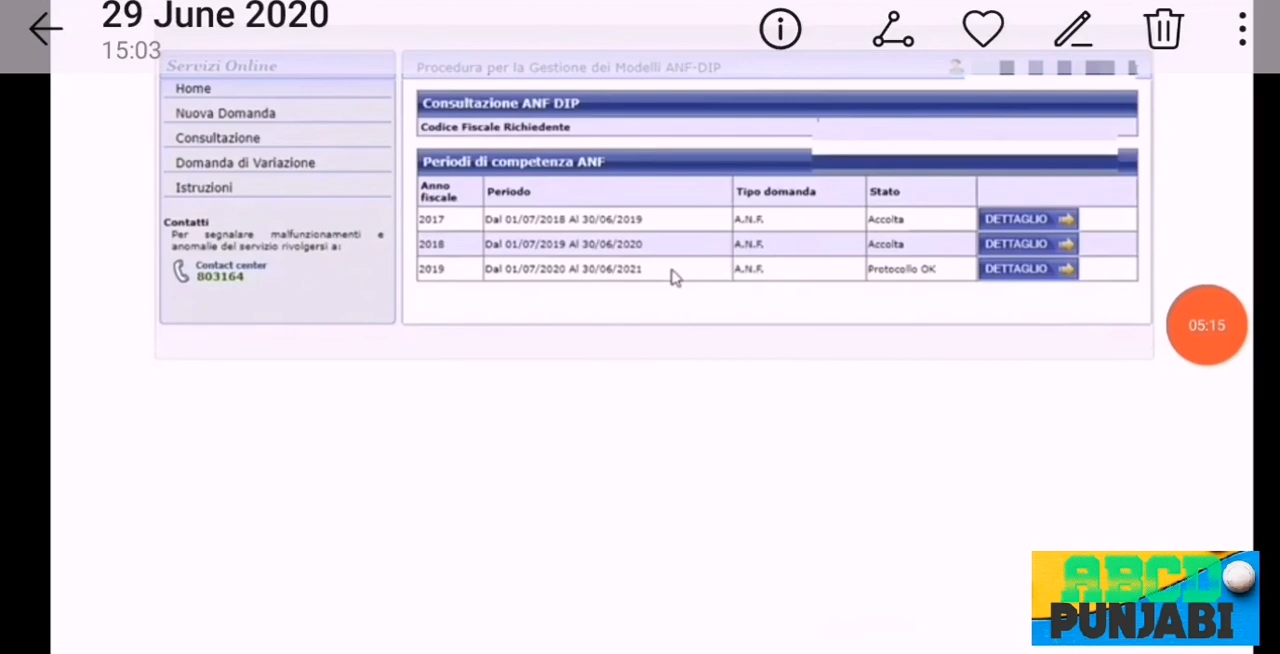 29 June 2020
15:03
Servizi Online
Home
Nuova Domanda
Consultazione
Domanda di Variazione
Istruzioni
Contatti
Per segnalare malfunzionamenti e
anomalie del servizio rivolgersi a:
Contact center
803164
Procedura per la Gestione dei Modelli ANF-DIP
Consultazione ANF DIP
Codice Fiscale Richiedente
Periodi di competenza ANF
Anno fiscale Periodo Tipo domanda Stato
2017 Dal 01/07/2018 Al 30/06/2019 A.N.F. Accolta DETTAGLIO
2018 Dal 01/07/2019 Al 30/06/2020 A.N.F. Accolta DETTAGLIO
2019 Dal 01/07/2020 Al 30/06/2021 A.N.F. Protocollo OK DETTAGLIO
05:15
ABCD
PUNJABI